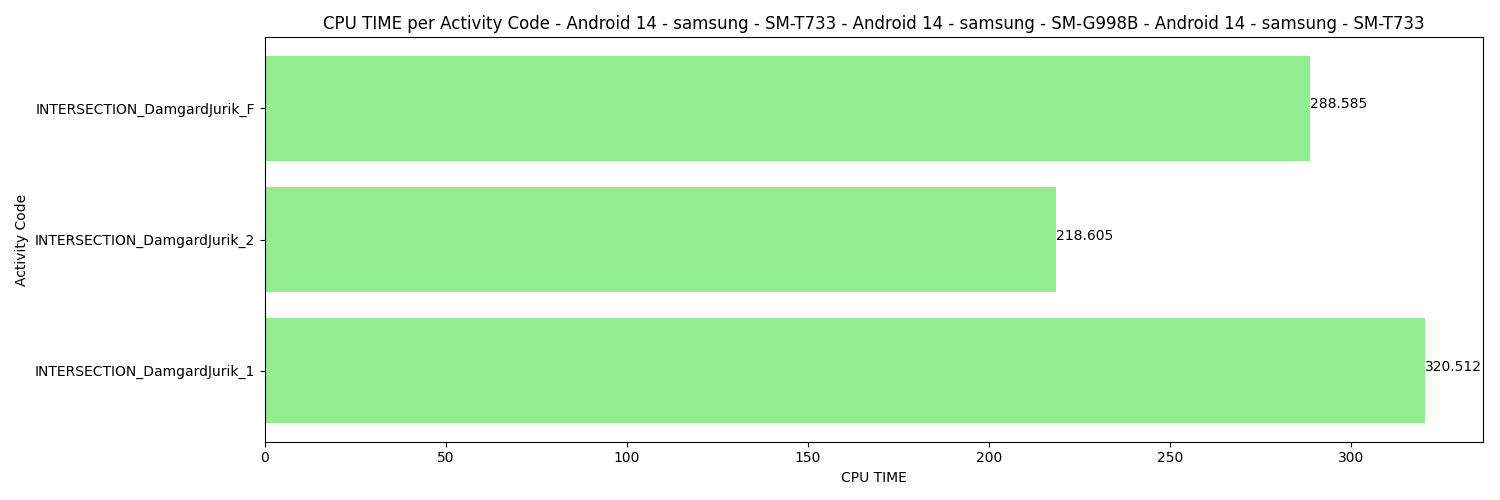 CPU TIME per Activity Code - Android 14 - samsung - SM-T733 - Android 14 - samsung - SM-G998B - Android 14 - samsung - SM-T733
INTERSECTION_DamgardJurik_F
288.585
INTERSECTION_DamgardJurik_2
218.605
INTERSECTION_DamgardJurik_1
320.512
Activity Code
0 50 100 150 200 250 300
CPU TIME